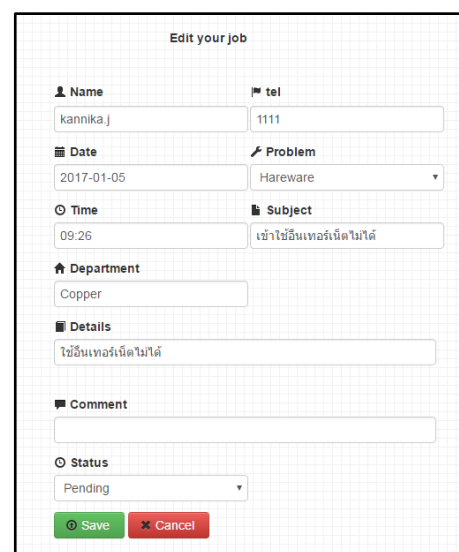 Edit your job
Name
tel
kannika.j
1111
Date
Problem
2017-01-05
Hareware
Time
Subject
09:26
เข้าใช้อินเทอร์เน็ตไม่ได้
Department
Copper
Details
ใช้อินเทอร์เน็ตไม่ได้
Comment
Status
Pending
Save
Cancel